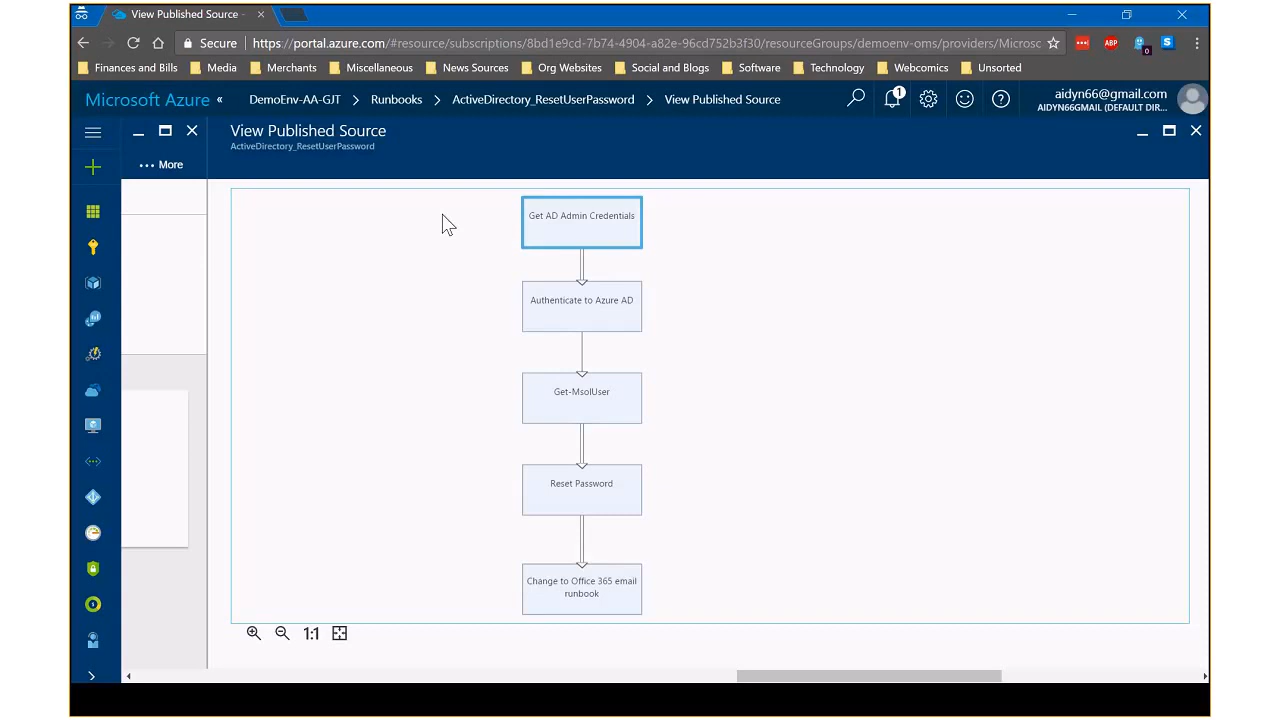 View Published Source -
Secure
https://portal.azure.com/#resource/subscriptions/8bd1e9cd-7b74-4904-a82e-96cd752b3f30/resourceGroups/demoenv-oms/providers/Microsc
ABP
0
S
Finances and Bills
Media
Merchants
Miscellaneous
News Sources
Org Websites
Social and Blogs
Software
Technology
Webcomics
Unsorted
Microsoft Azure «
DemoEnv-AA-GJT > Runbooks > ActiveDirectory_ResetUserPassword > View Published Source
1
aidyn66@gmail.com
AIDYN66GMAIL (DEFAULT DIR...
View Published Source
ActiveDirectory_ResetUserPassword
••• More
Get AD Admin Credentials
Authenticate to Azure AD
Get-MsolUser
Reset Password
Change to Office 365 email
runbook
1:1